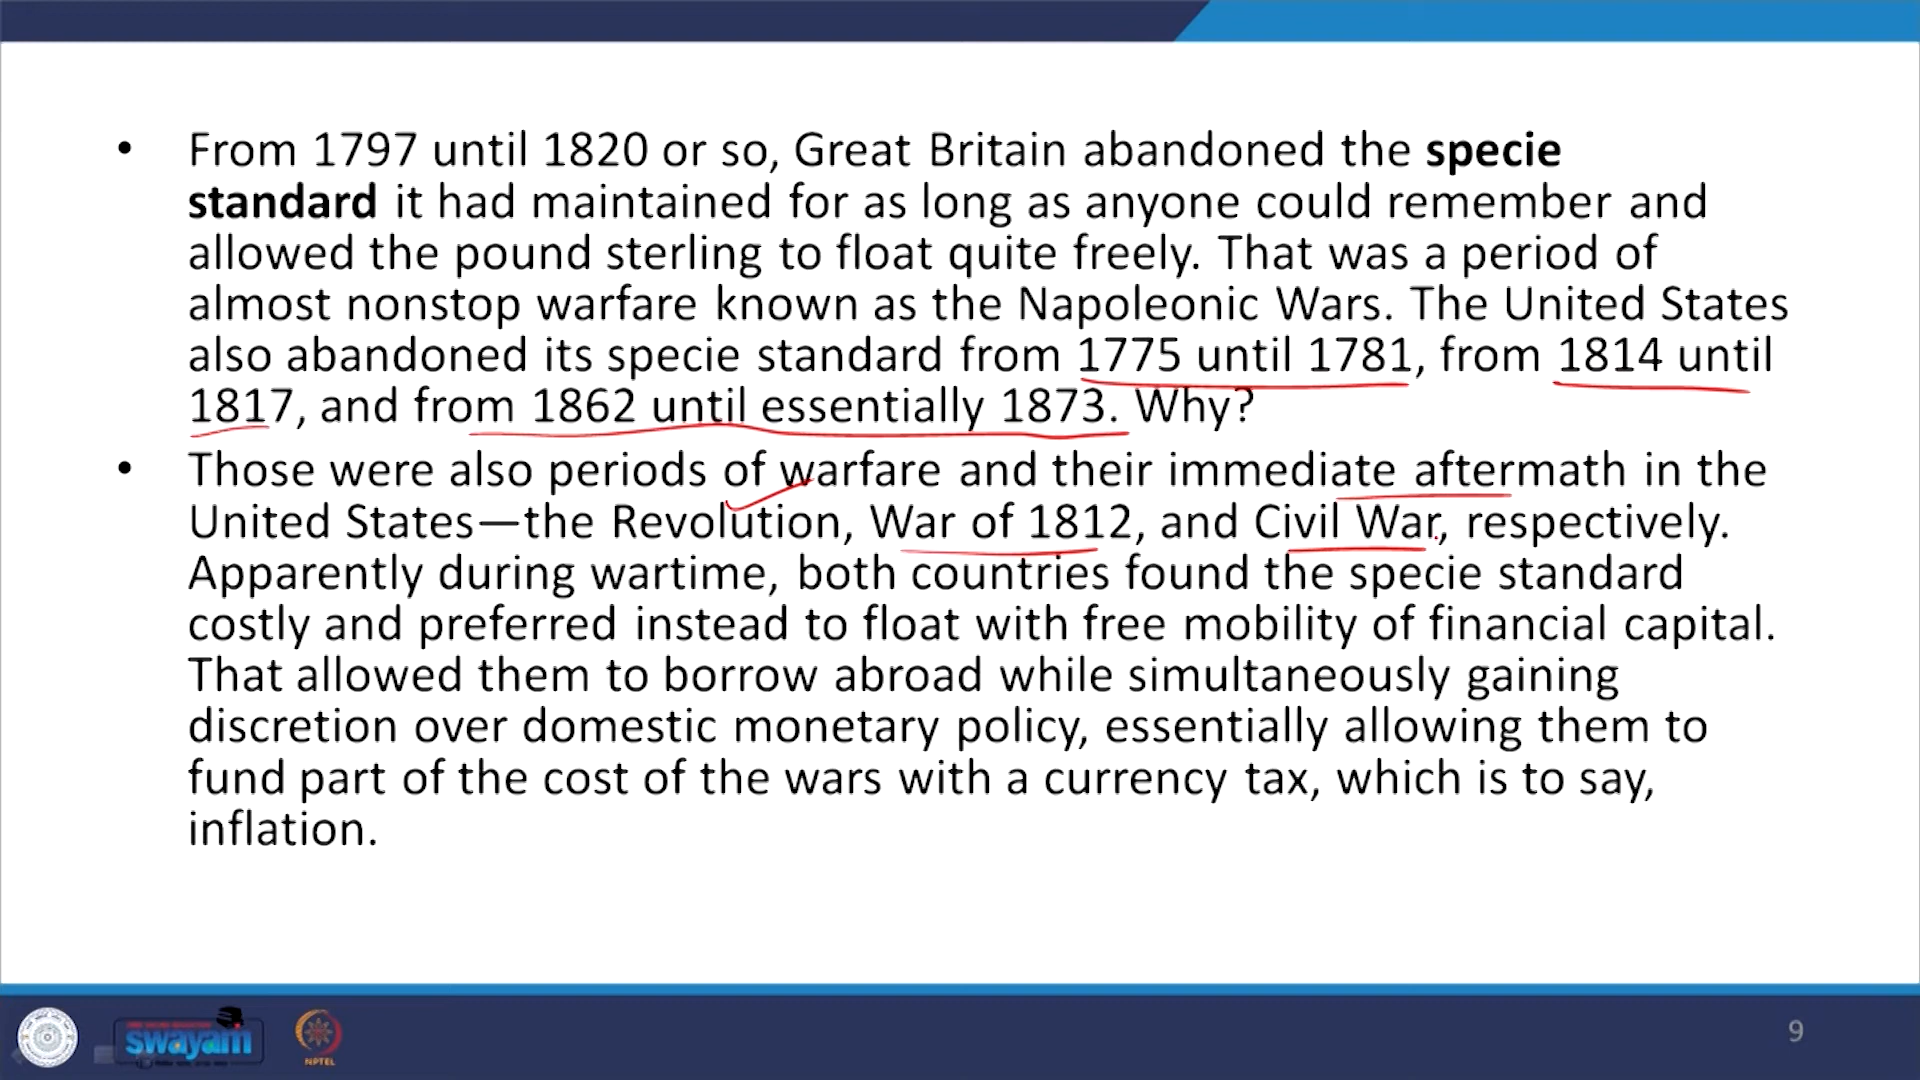 • From 1797 until 1820 or so, Great Britain abandoned the specie
standard it had maintained for as long as anyone could remember and
allowed the pound sterling to float quite freely. That was a period of
almost nonstop warfare known as the Napoleonic Wars. The United States
also abandoned its specie standard from 1775 until 1781, from 1814 until
1817, and from 1862 until essentially 1873. Why?
• Those were also periods of warfare and their immediate aftermath in the
United States—the Revolution, War of 1812, and Civil War, respectively.
Apparently during wartime, both countries found the specie standard
costly and preferred instead to float with free mobility of financial capital.
That allowed them to borrow abroad while simultaneously gaining
discretion over domestic monetary policy, essentially allowing them to
fund part of the cost of the wars with a currency tax, which is to say,
inflation.
swayam
NPTEL
9